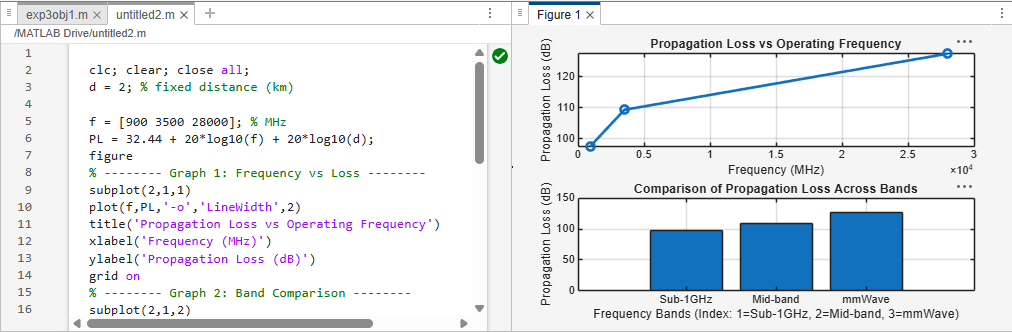 exp3obj1.m × untitled2.m × +
/MATLAB Drive/untitled2.m
1
2 clc; clear; close all;
3 d = 2; % fixed distance (km)
4
5 f = [900 3500 28000]; % MHz
6 PL = 32.44 + 20*log10(f) + 20*log10(d);
7 figure
8 % -------- Graph 1: Frequency vs Loss --------
9 subplot(2,1,1)
10 plot(f,PL,'-o','LineWidth',2)
11 title('Propagation Loss vs Operating Frequency')
12 xlabel('Frequency (MHz)')
13 ylabel('Propagation Loss (dB)')
14 grid on
15 % -------- Graph 2: Band Comparison --------
16 subplot(2,1,2)
Figure 1 ×
Propagation Loss vs Operating Frequency
Propagation Loss (dB)
120
110
100
0 0.5 1 1.5 2 2.5 3
Frequency (MHz) ×10⁴
Comparison of Propagation Loss Across Bands
Propagation Loss (dB)
150
100
50
0
Sub-1GHz Mid-band mmWave
Frequency Bands (Index: 1=Sub-1GHz, 2=Mid-band, 3=mmWave)